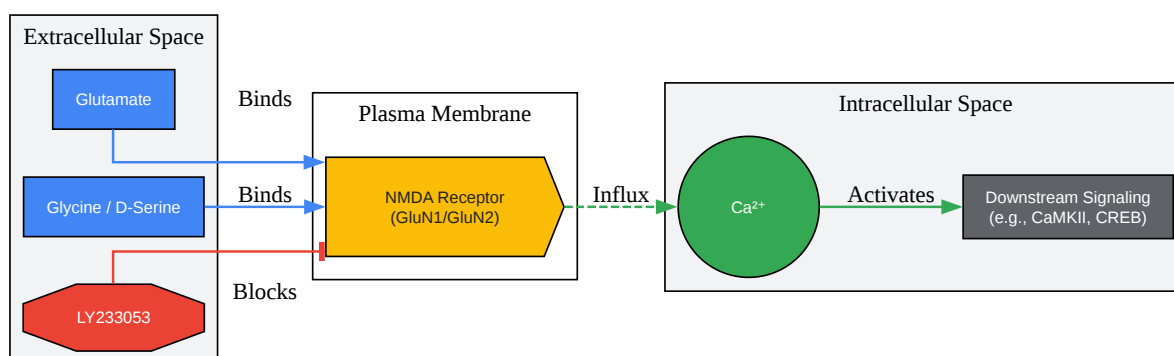 Extracellular Space
Glutamate
Binds
Glycine / D-Serine
Binds
LY233053
Blocks
Plasma Membrane
NMDA Receptor
(GluN1/GluN2)
Influx
Intracellular Space
Ca²⁺
Activates
Downstream Signaling
(e.g., CaMKII, CREB)